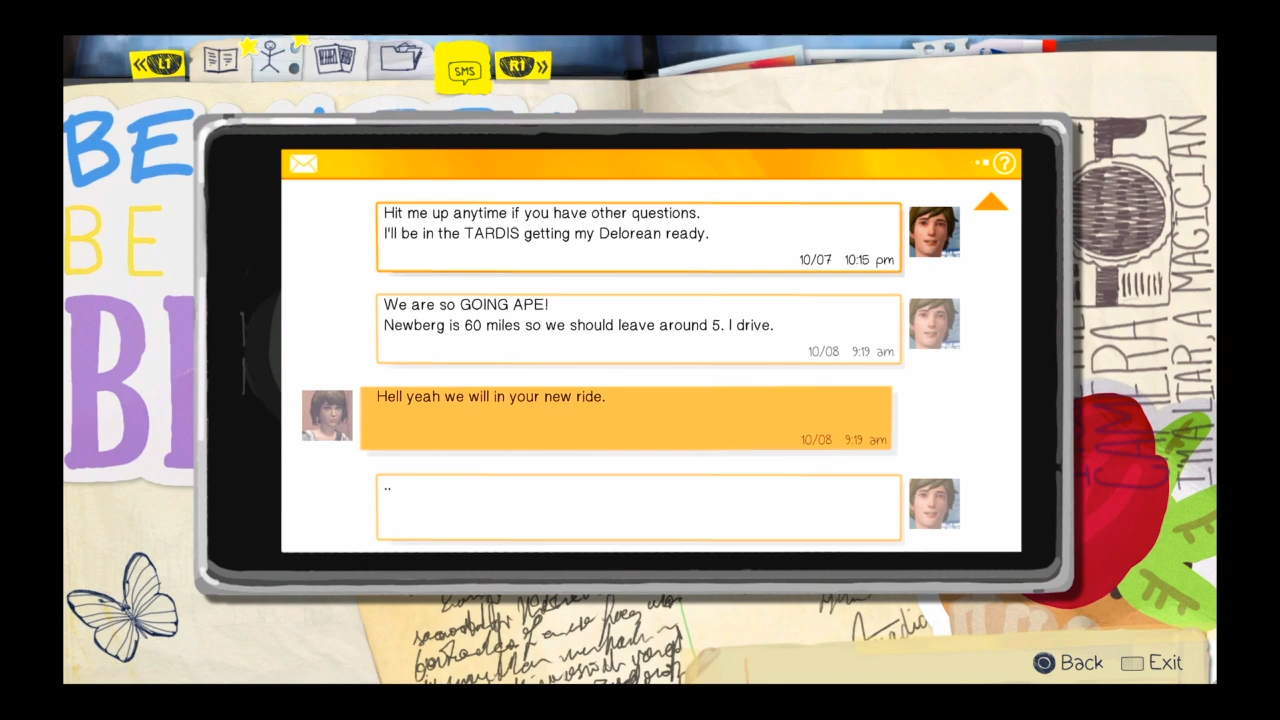 L1
SMS
R1
BE
BE
?
Hit me up anytime if you have other questions.
I'll be in the TARDIS getting my Delorean ready.
10/07 10:15 pm
We are so GOING APE!
Newberg is 60 miles so we should leave around 5. I drive.
10/08 9:19 am
Hell yeah we will in your new ride.
10/08 9:19 am
..
CAMERA
I'M A LIAR, A MAGICIAN
Back
Exit